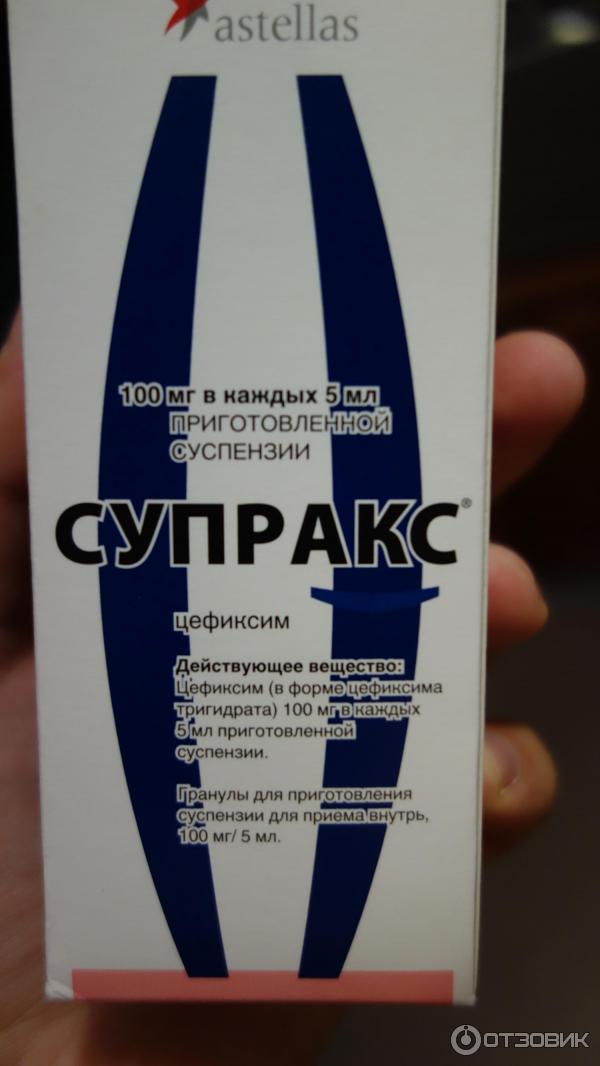 astellas
100 мг в каждых 5 мл
ПРИГОТОВЛЕННОЙ
СУСПЕНЗИИ
СУПРАКС®
цефиксим
Действующее вещество:
Цефиксим (в форме цефиксима
тригидрата) 100 мг в каждых
5 мл приготовленной
суспензии.
Гранулы для приготовления
суспензии для приема внутрь,
100 мг/ 5 мл.
ОТЗОВИК